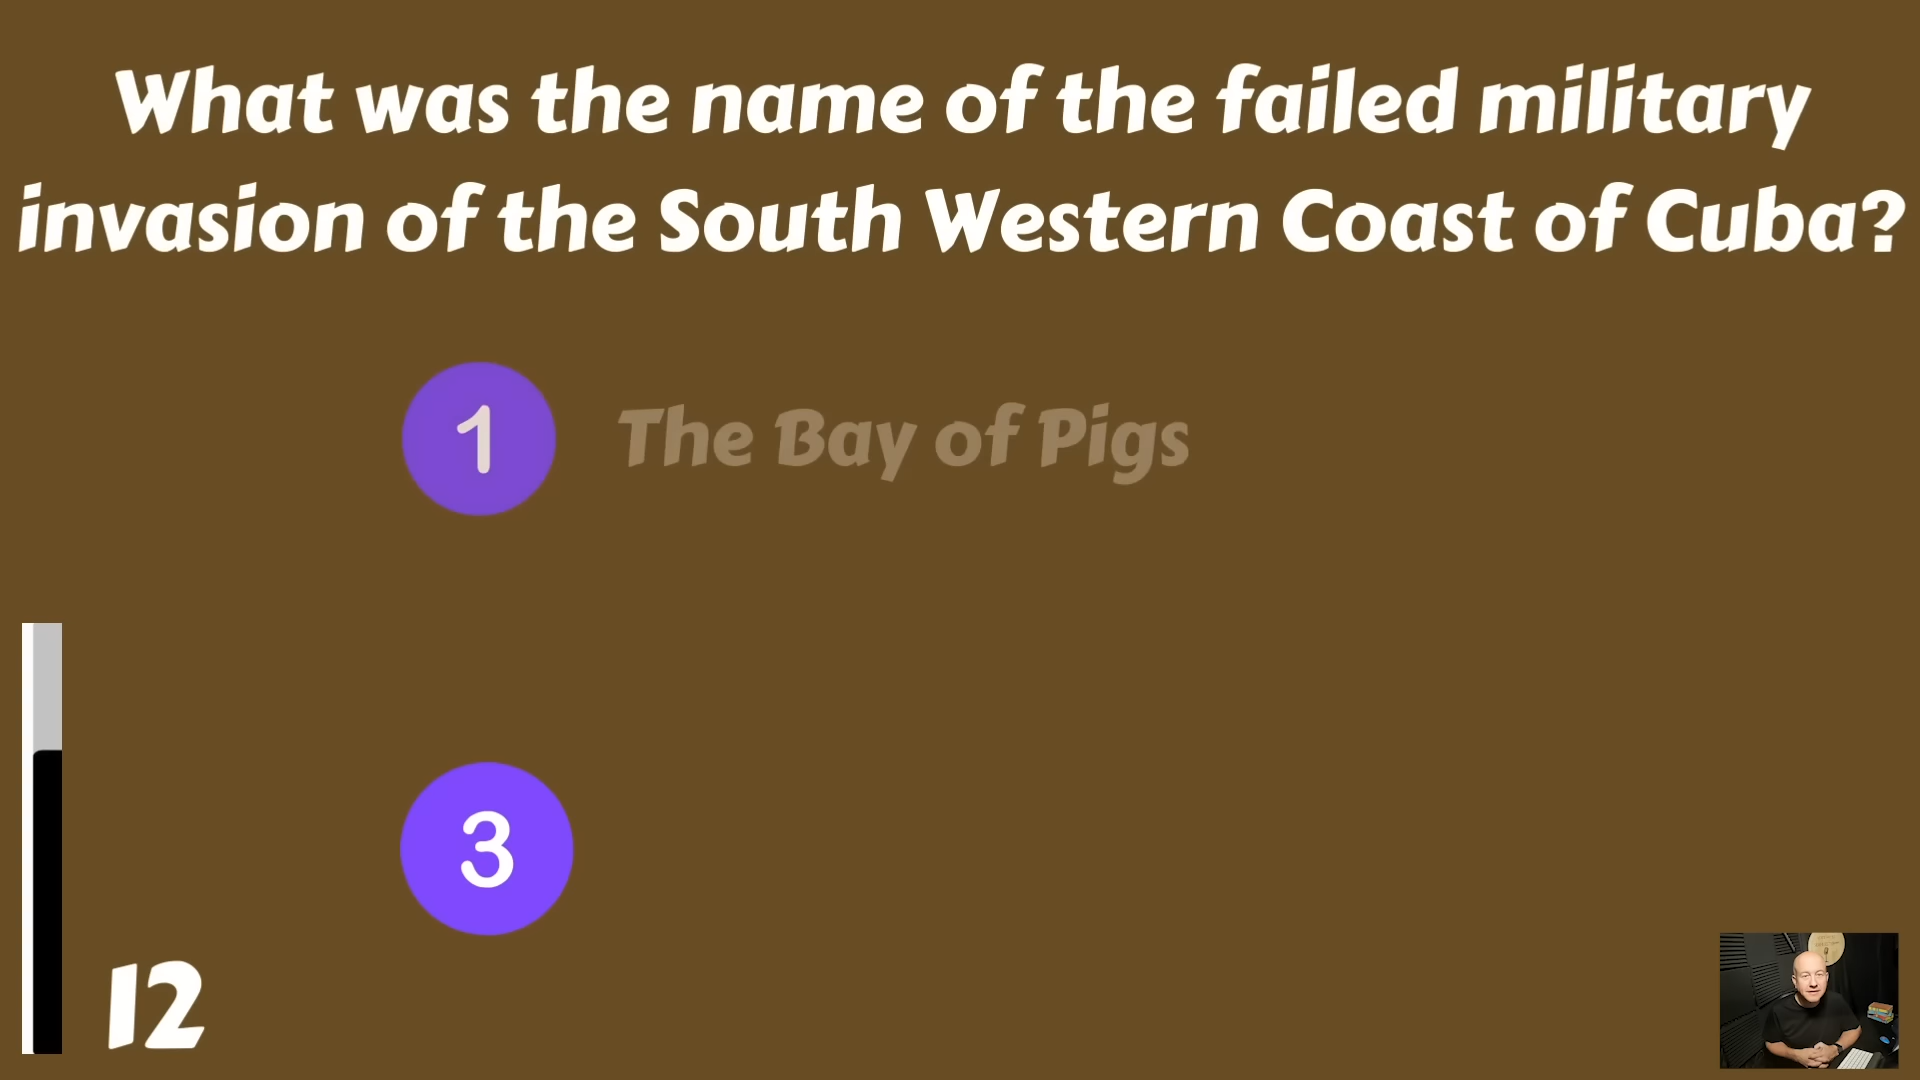 What was the name of the failed military
invasion of the South Western Coast of Cuba?
1 The Bay of Pigs
3
12